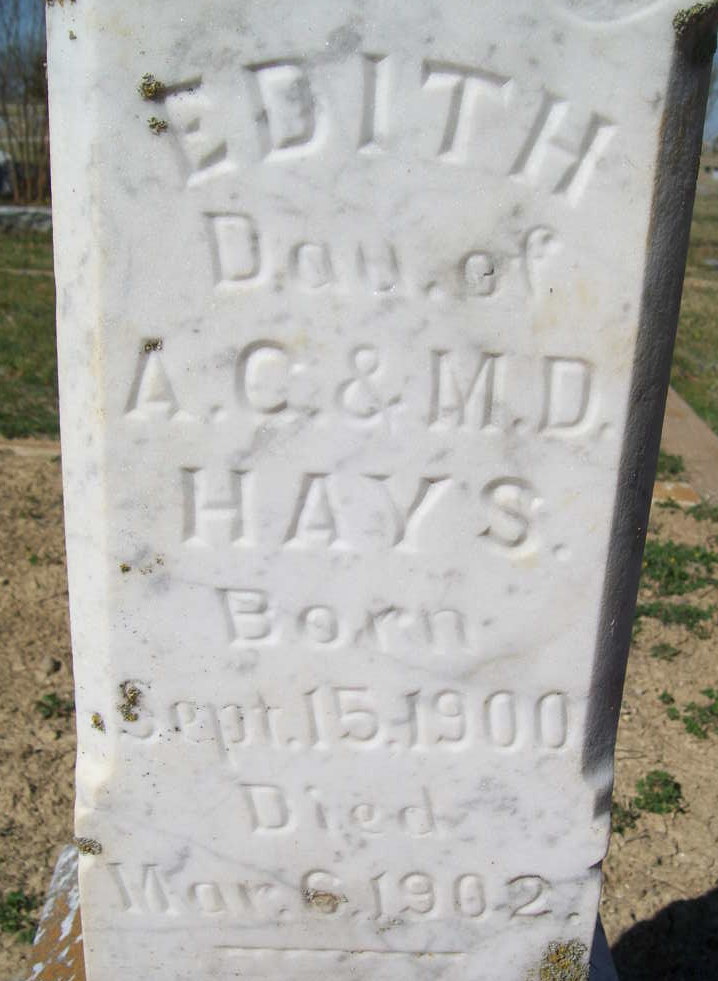 EDITH
Dau. of
A. C. & M. D.
HAYS.
Born
Sept. 15, 1900
Died
Mar. 6, 1902.